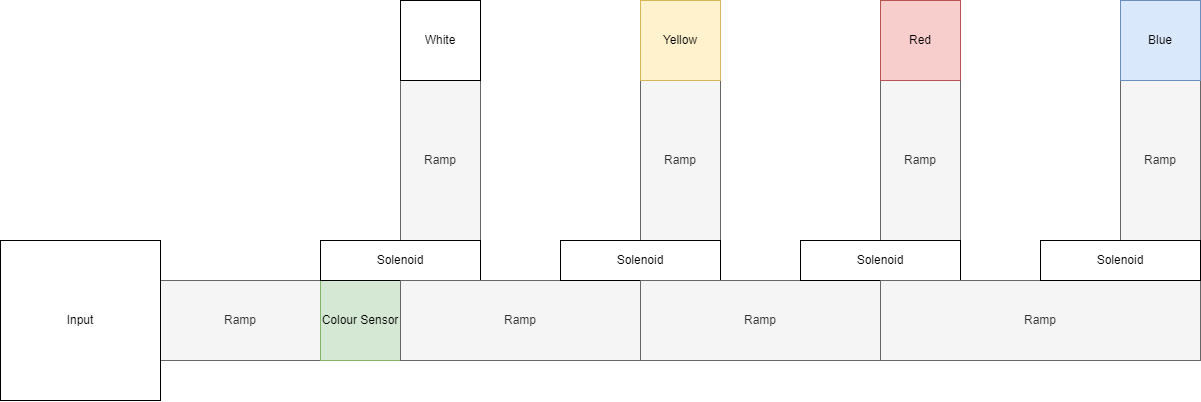 White
Yellow
Red
Blue
Ramp
Ramp
Ramp
Ramp
Solenoid
Solenoid
Solenoid
Solenoid
Input
Ramp
Colour Sensor
Ramp
Ramp
Ramp